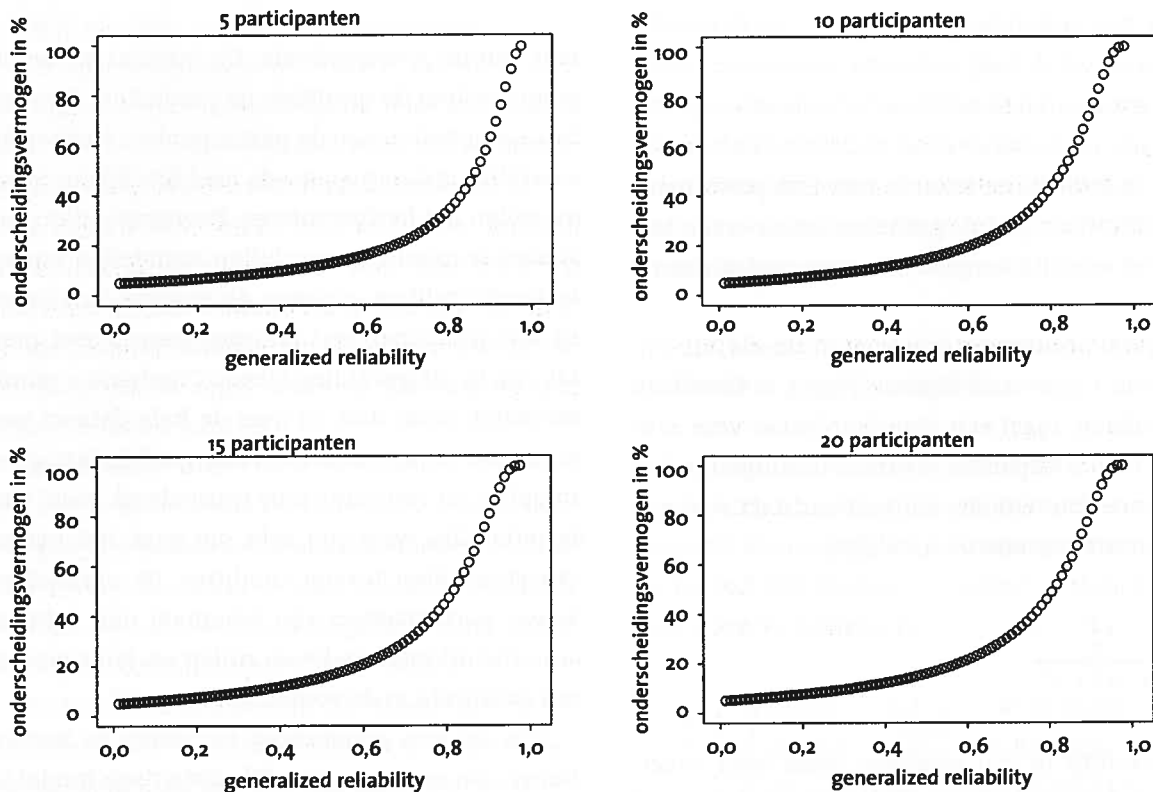 5 participanten
onderscheidingsvermogen in %
100
80
60
40
20
0
0,0 0,2 0,4 0,6 0,8 1,0
generalized reliability
10 participanten
onderscheidingsvermogen in %
100
80
60
40
20
0
0,0 0,2 0,4 0,6 0,8 1,0
generalized reliability
15 participanten
onderscheidingsvermogen in %
100
80
60
40
20
0
0,0 0,2 0,4 0,6 0,8 1,0
generalized reliability
20 participanten
onderscheidingsvermogen in %
100
80
60
40
20
0
0,0 0,2 0,4 0,6 0,8 1,0
generalized reliability